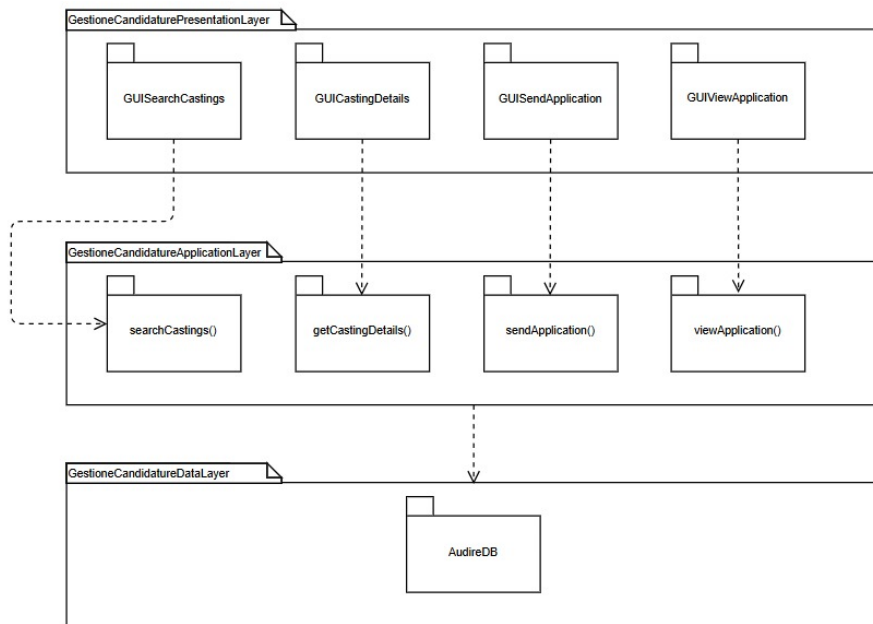 GestioneCandidaturePresentationLayer
GUISearchCastings
GUICastingDetails
GUISendApplication
GUIViewApplication
GestioneCandidatureApplicationLayer
searchCastings()
getCastingDetails()
sendApplication()
viewApplication()
GestioneCandidatureDataLayer
AudireDB